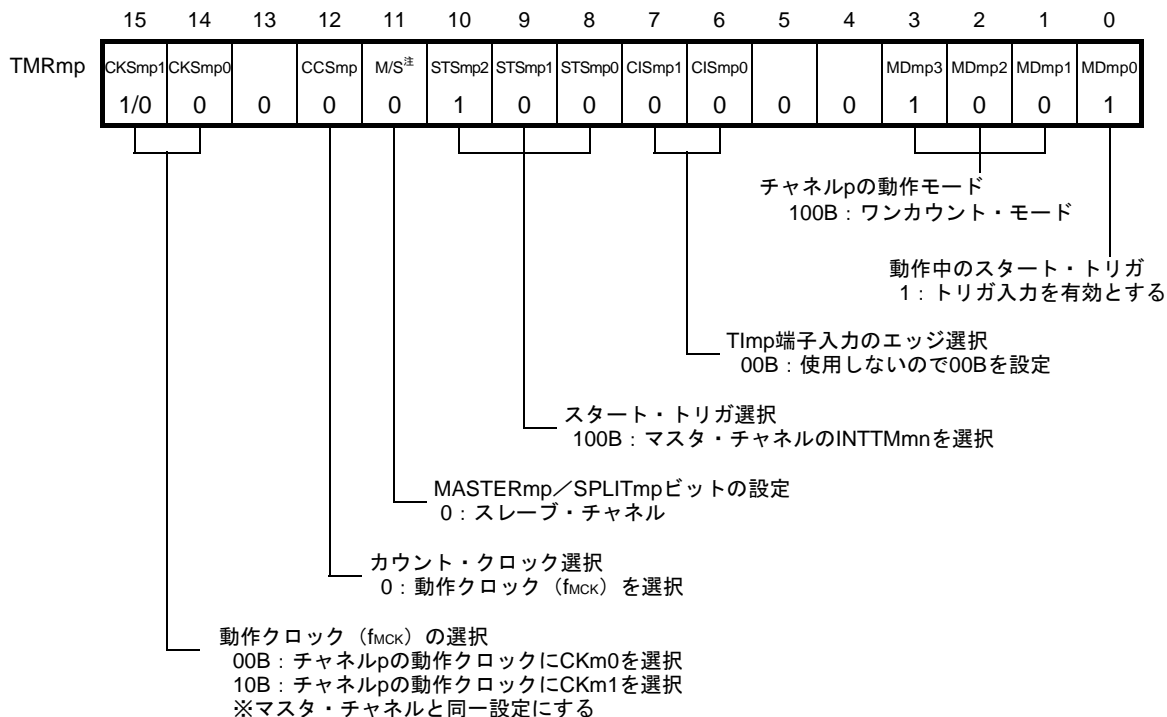 15 14 13 12 11 10 9 8 7 6 5 4 3 2 1 0
TMRmp CKSmp1 CKSmp0 CCSmp M/S注 STSmp2 STSmp1 STSmp0 CISmp1 CISmp0 MDmp3 MDmp2 MDmp1 MDmp0
1/0 0 0 0 0 1 0 0 0 0 0 0 1 0 0 1
チャネルpの動作モード
100B：ワンカウント・モード
動作中のスタート・トリガ
1：トリガ入力を有効とする
TImp端子入力のエッジ選択
00B：使用しないので00Bを設定
スタート・トリガ選択
100B：マスタ・チャネルのINTTMmnを選択
MASTERmp／SPLITmpビットの設定
0：スレーブ・チャネル
カウント・クロック選択
0：動作クロック（fMCK）を選択
動作クロック（fMCK）の選択
00B：チャネルpの動作クロックにCKm0を選択
10B：チャネルpの動作クロックにCKm1を選択
※マスタ・チャネルと同一設定にする